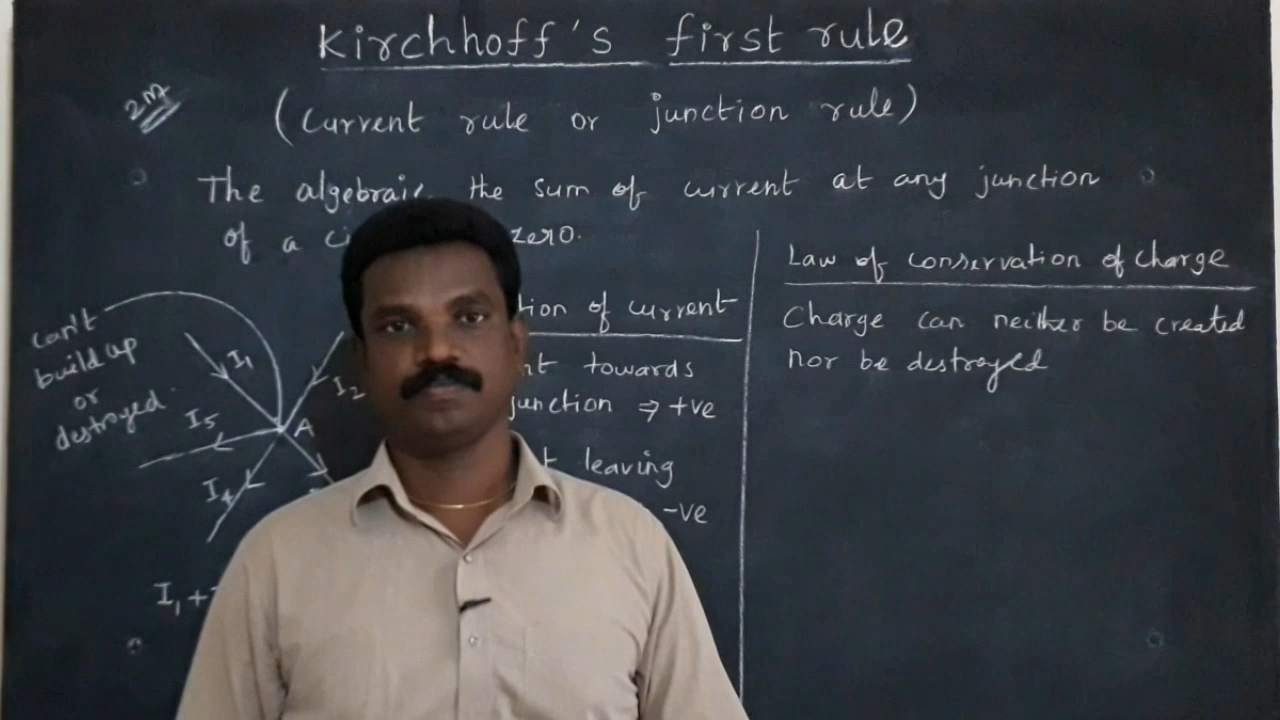 Kirchhoff's first rule
2M
(Current rule or junction rule)
The algebraic the sum of current at any junction
of a zero.
can't
build up
or
destroyed
I1
I2
I5
A
I4
I1 +
tion of current
towards
junction ⇒ +ve
leaving
-ve
Law of conservation of charge
Charge can neither be created
nor be destroyed